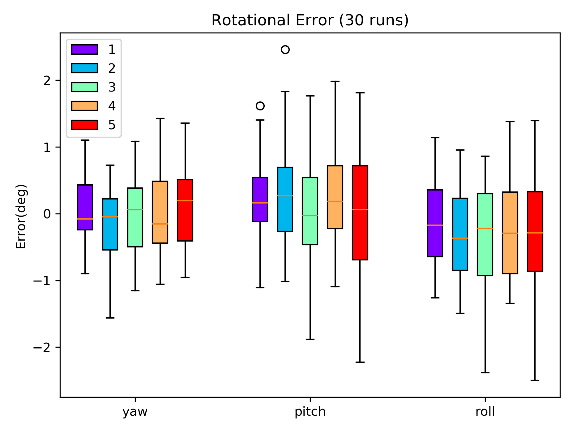 Rotational Error (30 runs)
1
2
3
4
5
Error(deg)
2
1
0
−1
−2
yaw
pitch
roll